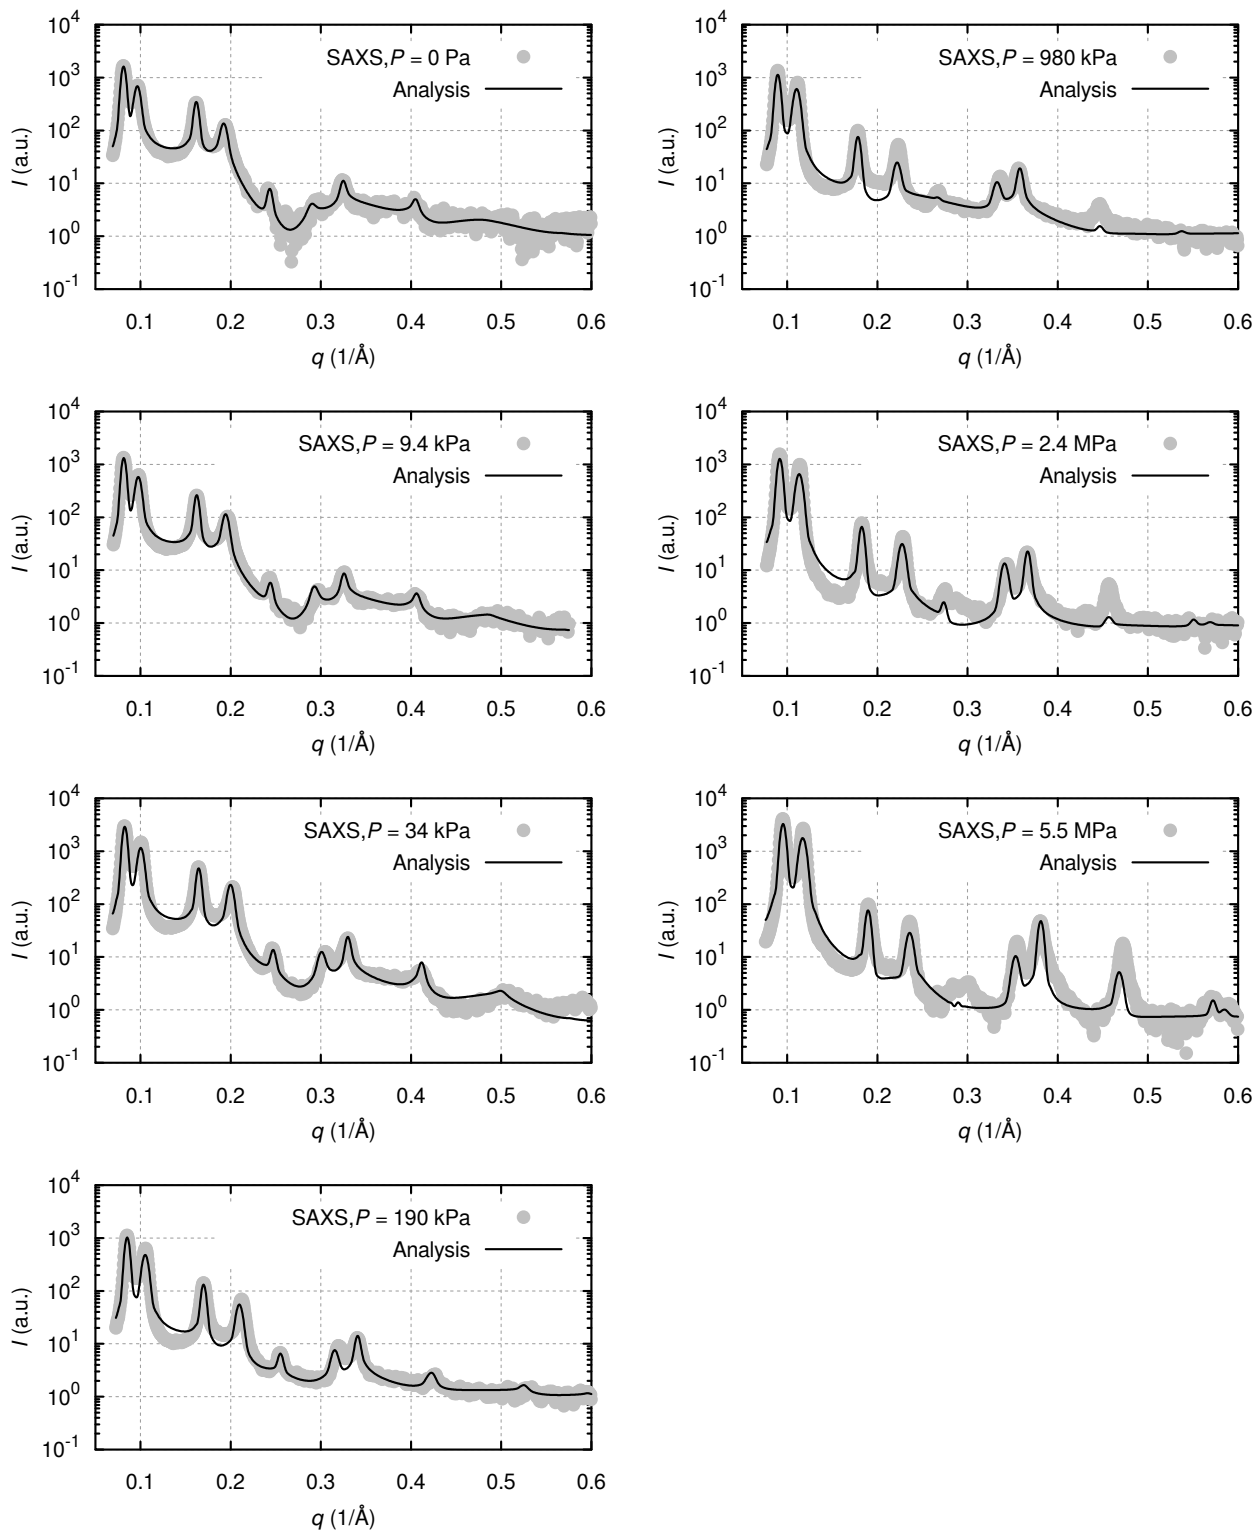 10^4
10^3
10^2
10^1
10^0
10^-1
I (a.u.)
SAXS,P = 0 Pa
Analysis
0.1 0.2 0.3 0.4 0.5 0.6
q (1/Å)
10^4
10^3
10^2
10^1
10^0
10^-1
I (a.u.)
SAXS,P = 980 kPa
Analysis
0.1 0.2 0.3 0.4 0.5 0.6
q (1/Å)
10^4
10^3
10^2
10^1
10^0
10^-1
I (a.u.)
SAXS,P = 9.4 kPa
Analysis
0.1 0.2 0.3 0.4 0.5 0.6
q (1/Å)
10^4
10^3
10^2
10^1
10^0
10^-1
I (a.u.)
SAXS,P = 2.4 MPa
Analysis
0.1 0.2 0.3 0.4 0.5 0.6
q (1/Å)
10^4
10^3
10^2
10^1
10^0
10^-1
I (a.u.)
SAXS,P = 34 kPa
Analysis
0.1 0.2 0.3 0.4 0.5 0.6
q (1/Å)
10^4
10^3
10^2
10^1
10^0
10^-1
I (a.u.)
SAXS,P = 5.5 MPa
Analysis
0.1 0.2 0.3 0.4 0.5 0.6
q (1/Å)
10^4
10^3
10^2
10^1
10^0
10^-1
I (a.u.)
SAXS,P = 190 kPa
Analysis
0.1 0.2 0.3 0.4 0.5 0.6
q (1/Å)